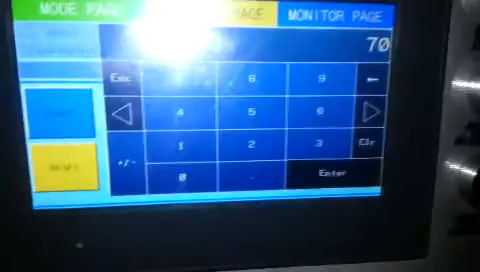 MODE PAGE MONITOR PAGE
70
Esc 8 9 ←
4 5 6
1 2 3 Clr
+/- 0 . Enter